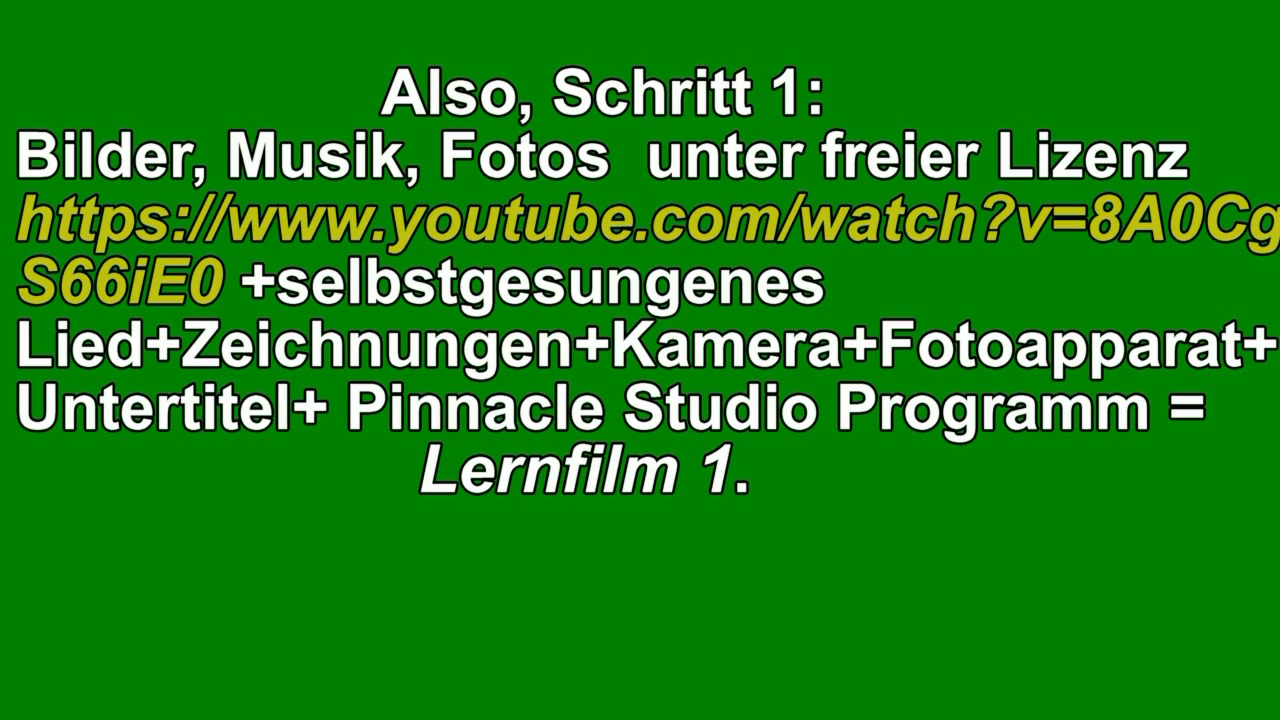 Also, Schritt 1:
Bilder, Musik, Fotos  unter freier Lizenz
https://www.youtube.com/watch?v=8A0Cg
S66iE0 +selbstgesungenes
Lied+Zeichnungen+Kamera+Fotoapparat+
Untertitel+ Pinnacle Studio Programm =
Lernfilm 1.